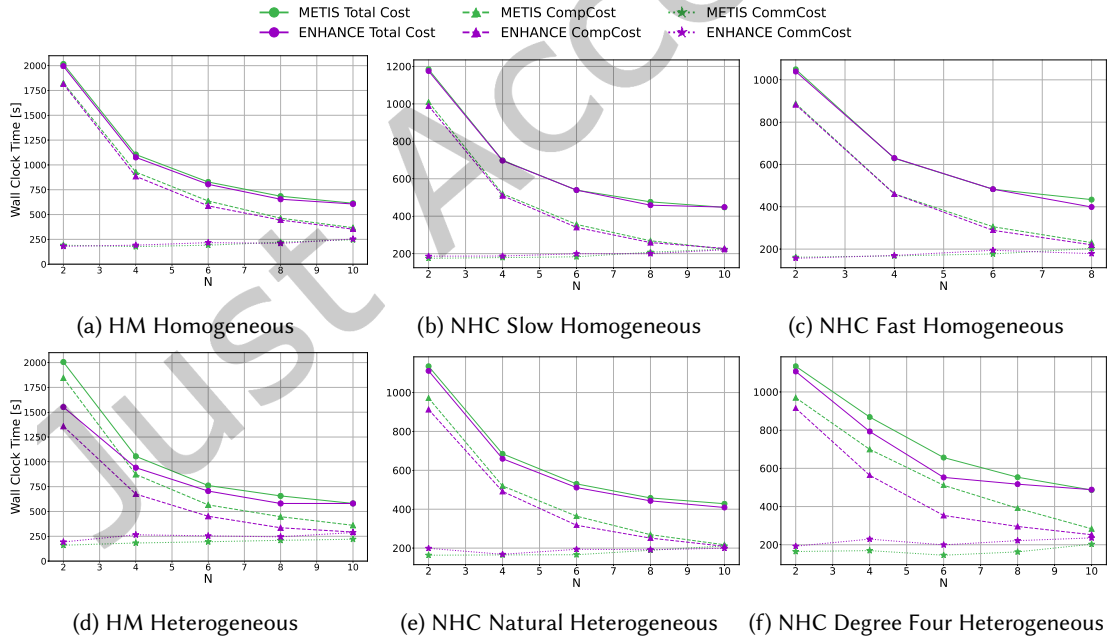 METIS Total Cost METIS CompCost METIS CommCost
ENHANCE Total Cost ENHANCE CompCost ENHANCE CommCost
Just Acce
Wall Clock Time [s]
2000
1750
1500
1250
1000
750
500
250
0
2 3 4 5 6 7 8 9 10
N
(a) HM Homogeneous
1200
1000
800
600
400
200
2 3 4 5 6 7 8 9 10
N
(b) NHC Slow Homogeneous
1000
800
600
400
200
2 3 4 5 6 7 8
N
(c) NHC Fast Homogeneous
Wall Clock Time [s]
2000
1750
1500
1250
1000
750
500
250
0
2 3 4 5 6 7 8 9 10
N
(d) HM Heterogeneous
1000
800
600
400
200
2 3 4 5 6 7 8 9 10
N
(e) NHC Natural Heterogeneous
1000
800
600
400
200
2 3 4 5 6 7 8 9 10
N
(f) NHC Degree Four Heterogeneous